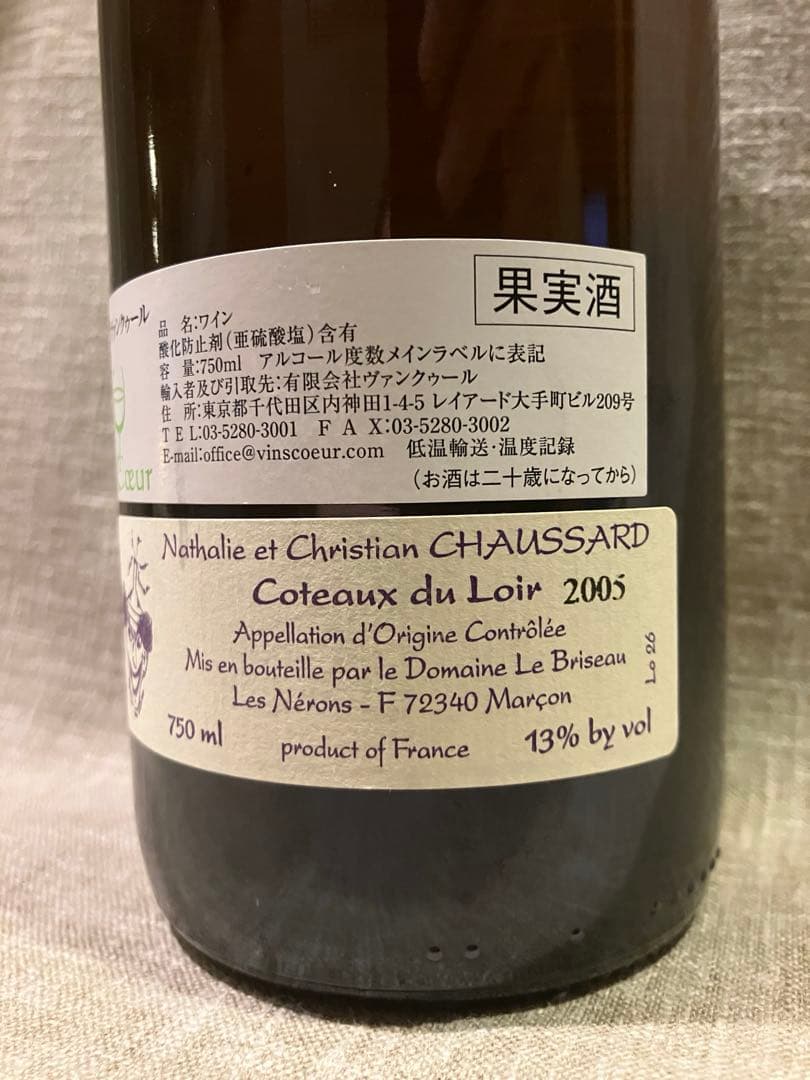 果実酒
ヴァンクゥール
品 名:ワイン
酸化防止剤(亜硫酸塩)含有
容 量:750ml アルコール度数メインラベルに表記
輸入者及び引取先:有限会社ヴァンクゥール
住 所:東京都千代田区内神田1-4-5 レイアード大手町ビル209号
T E L:03-5280-3001 F A X:03-5280-3002
E-mail:office@vinscoeur.com 低温輸送・温度記録
(お酒は二十歳になってから)
Nathalie et Christian CHAUSSARD
Coteaux du Loir 2005
Appellation d'Origine Contrôlée
Mis en bouteille par le Domaine Le Briseau
Les Nérons - F 72340 Marçon
750 ml product of France 13% by vol
Lo 26